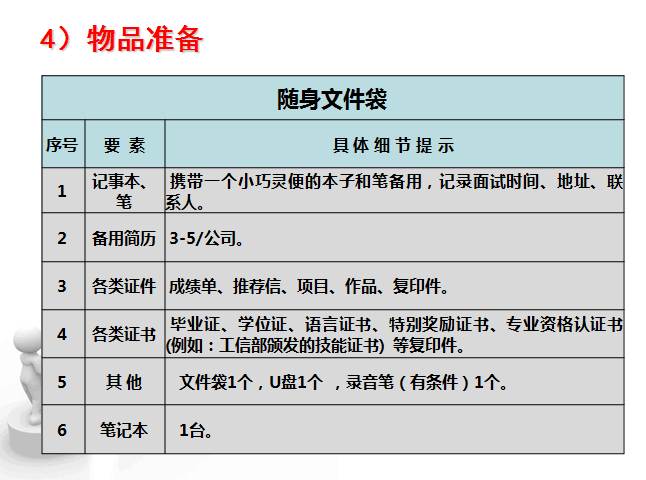 4）物品准备
随身文件袋
序号 要 素 具 体 细 节 提 示
1 记事本、笔 携带一个小巧灵便的本子和笔备用，记录面试时间、地址、联系人。
2 备用简历 3-5/公司。
3 各类证件 成绩单、推荐信、项目、作品、复印件。
4 各类证书 毕业证、学位证、语言证书、特别奖励证书、专业资格认证书(例如：工信部颁发的技能证书) 等复印件。
5 其 他 文件袋1个，U盘1个 ，录音笔（有条件）1个。
6 笔记本 1台。